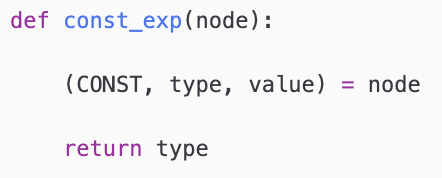 def const_exp(node):
(CONST, type, value) = node
return type